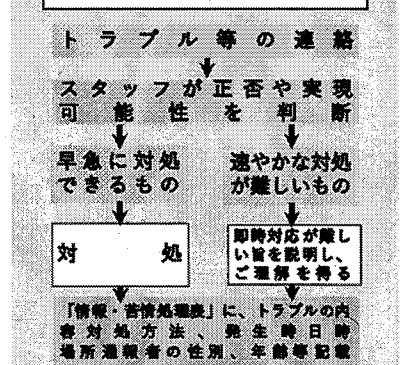 トラブル等の連絡
スタッフが正否や実現
可能性を判断
早急に対処
できるもの
速やかな対処
が難しいもの
対処
即時対応が難し
い旨を説明し、
ご理解を得る
「情報・苦情処理表」に、トラブルの内
容対処方法、発生時日時
場所通報者の性別、年齢等記載